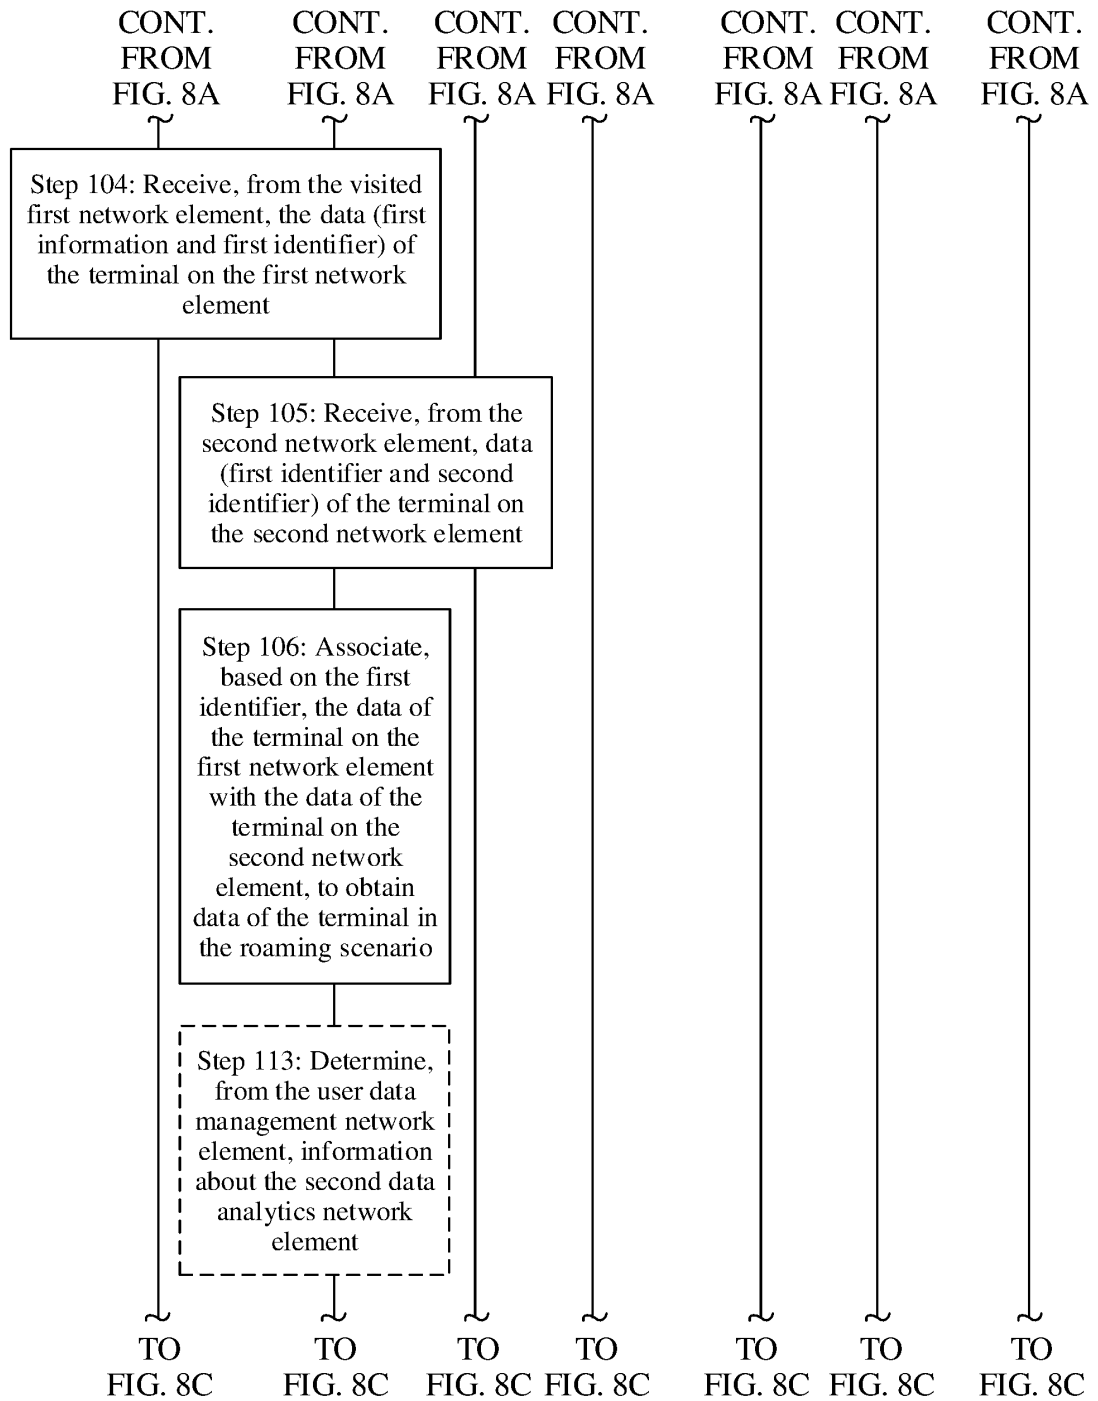 CONT. CONT. CONT. CONT. CONT. CONT. CONT.
FROM FROM FROM FROM FROM FROM FROM
FIG. 8A FIG. 8A FIG. 8A FIG. 8A FIG. 8A FIG. 8A FIG. 8A
Step 104: Receive, from the visited
first network element, the data (first
information and first identifier) of
the terminal on the first network
element
Step 105: Receive, from the
second network element, data
(first identifier and second
identifier) of the terminal on
the second network element
Step 106: Associate,
based on the first
identifier, the data of
the terminal on the
first network element
with the data of the
terminal on the
second network
element, to obtain
data of the terminal in
the roaming scenario
Step 113: Determine,
from the user data
management network
element, information
about the second data
analytics network
element
TO TO TO TO TO TO TO
FIG. 8C FIG. 8C FIG. 8C FIG. 8C FIG. 8C FIG. 8C FIG. 8C